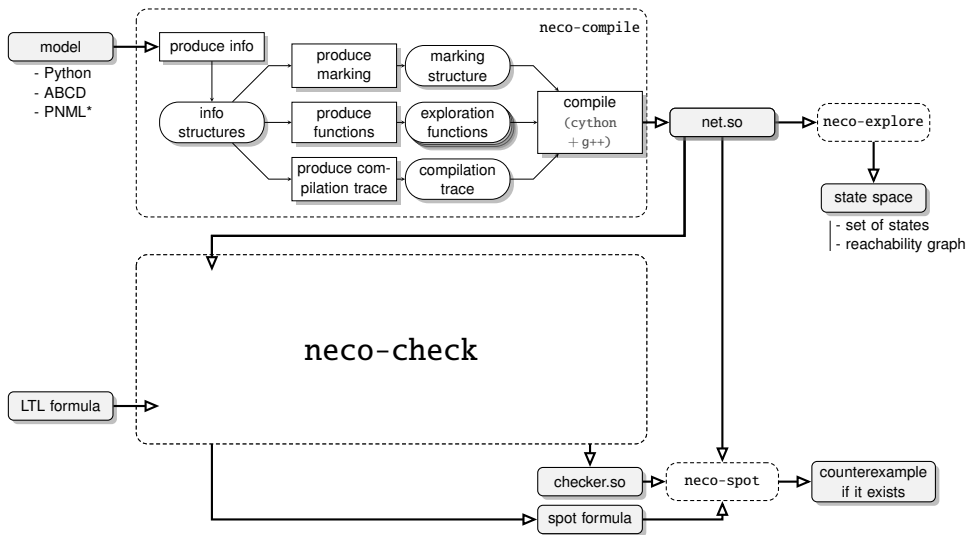 neco-compile
model
- Python
- ABCD
- PNML*
produce info
info
structures
produce
marking
produce
functions
produce com-
pilation trace
marking
structure
exploration
functions
compilation
trace
compile
(cython
+ g++)
net.so
neco-explore
state space
- set of states
- reachability graph
neco-check
LTL formula
checker.so
spot formula
neco-spot
counterexample
if it exists